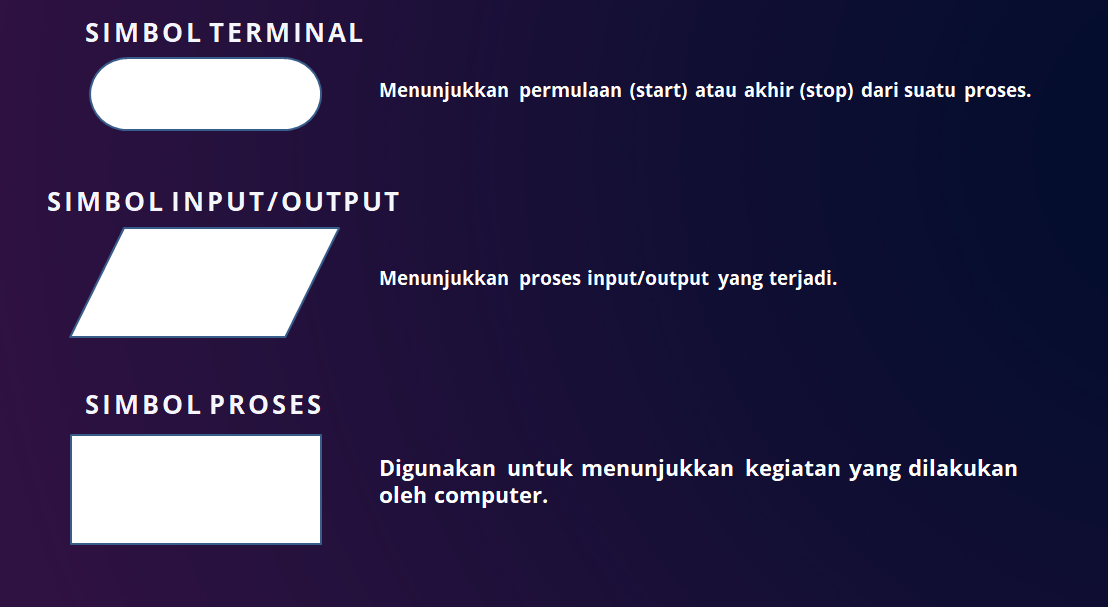 SIMBOL TERMINAL
Menunjukkan permulaan (start) atau akhir (stop) dari suatu proses.
SIMBOL INPUT/OUTPUT
Menunjukkan proses input/output yang terjadi.
SIMBOL PROSES
Digunakan untuk menunjukkan kegiatan yang dilakukan
oleh computer.